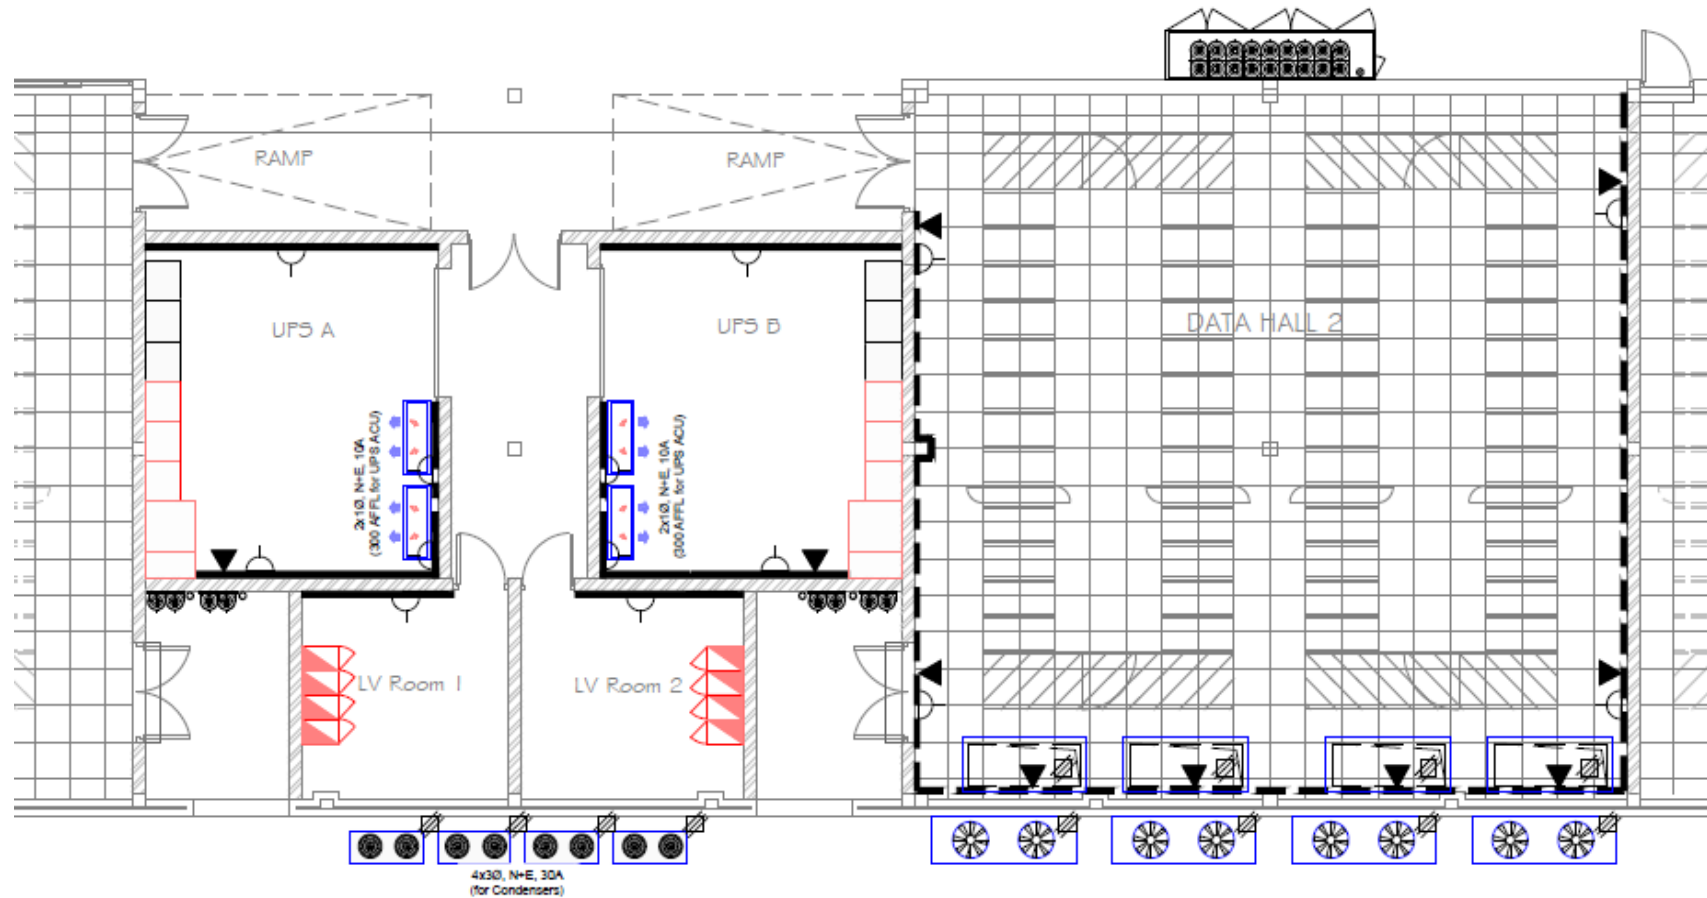 RAMP
RAMP
UPS A
UPS B
DATA HALL 2
2x1Ø, N+E, 10A
(300 AFFL for UPS ACU)
2x1Ø, N+E, 10A
(300 AFFL for UPS ACU)
LV Room 1
LV Room 2
4x3Ø, N+E, 30A
(for Condensers)